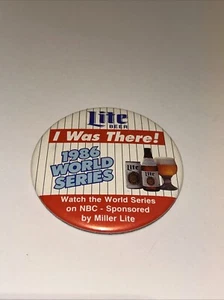 Lite
BEER
I Was There!
1986
WORLD
SERIES
Watch the World Series
on NBC - Sponsored
by Miller Lite